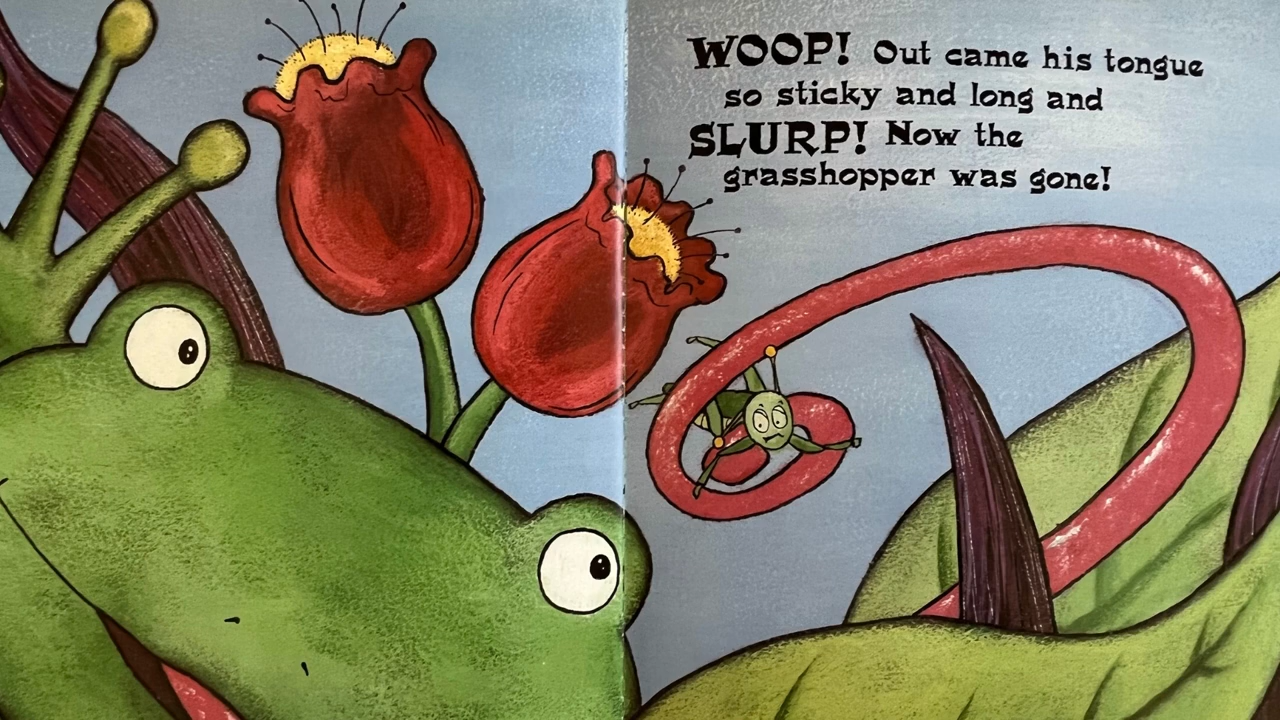 WOOP! Out came his tongue
so sticky and long and
SLURP! Now the
grasshopper was gone!